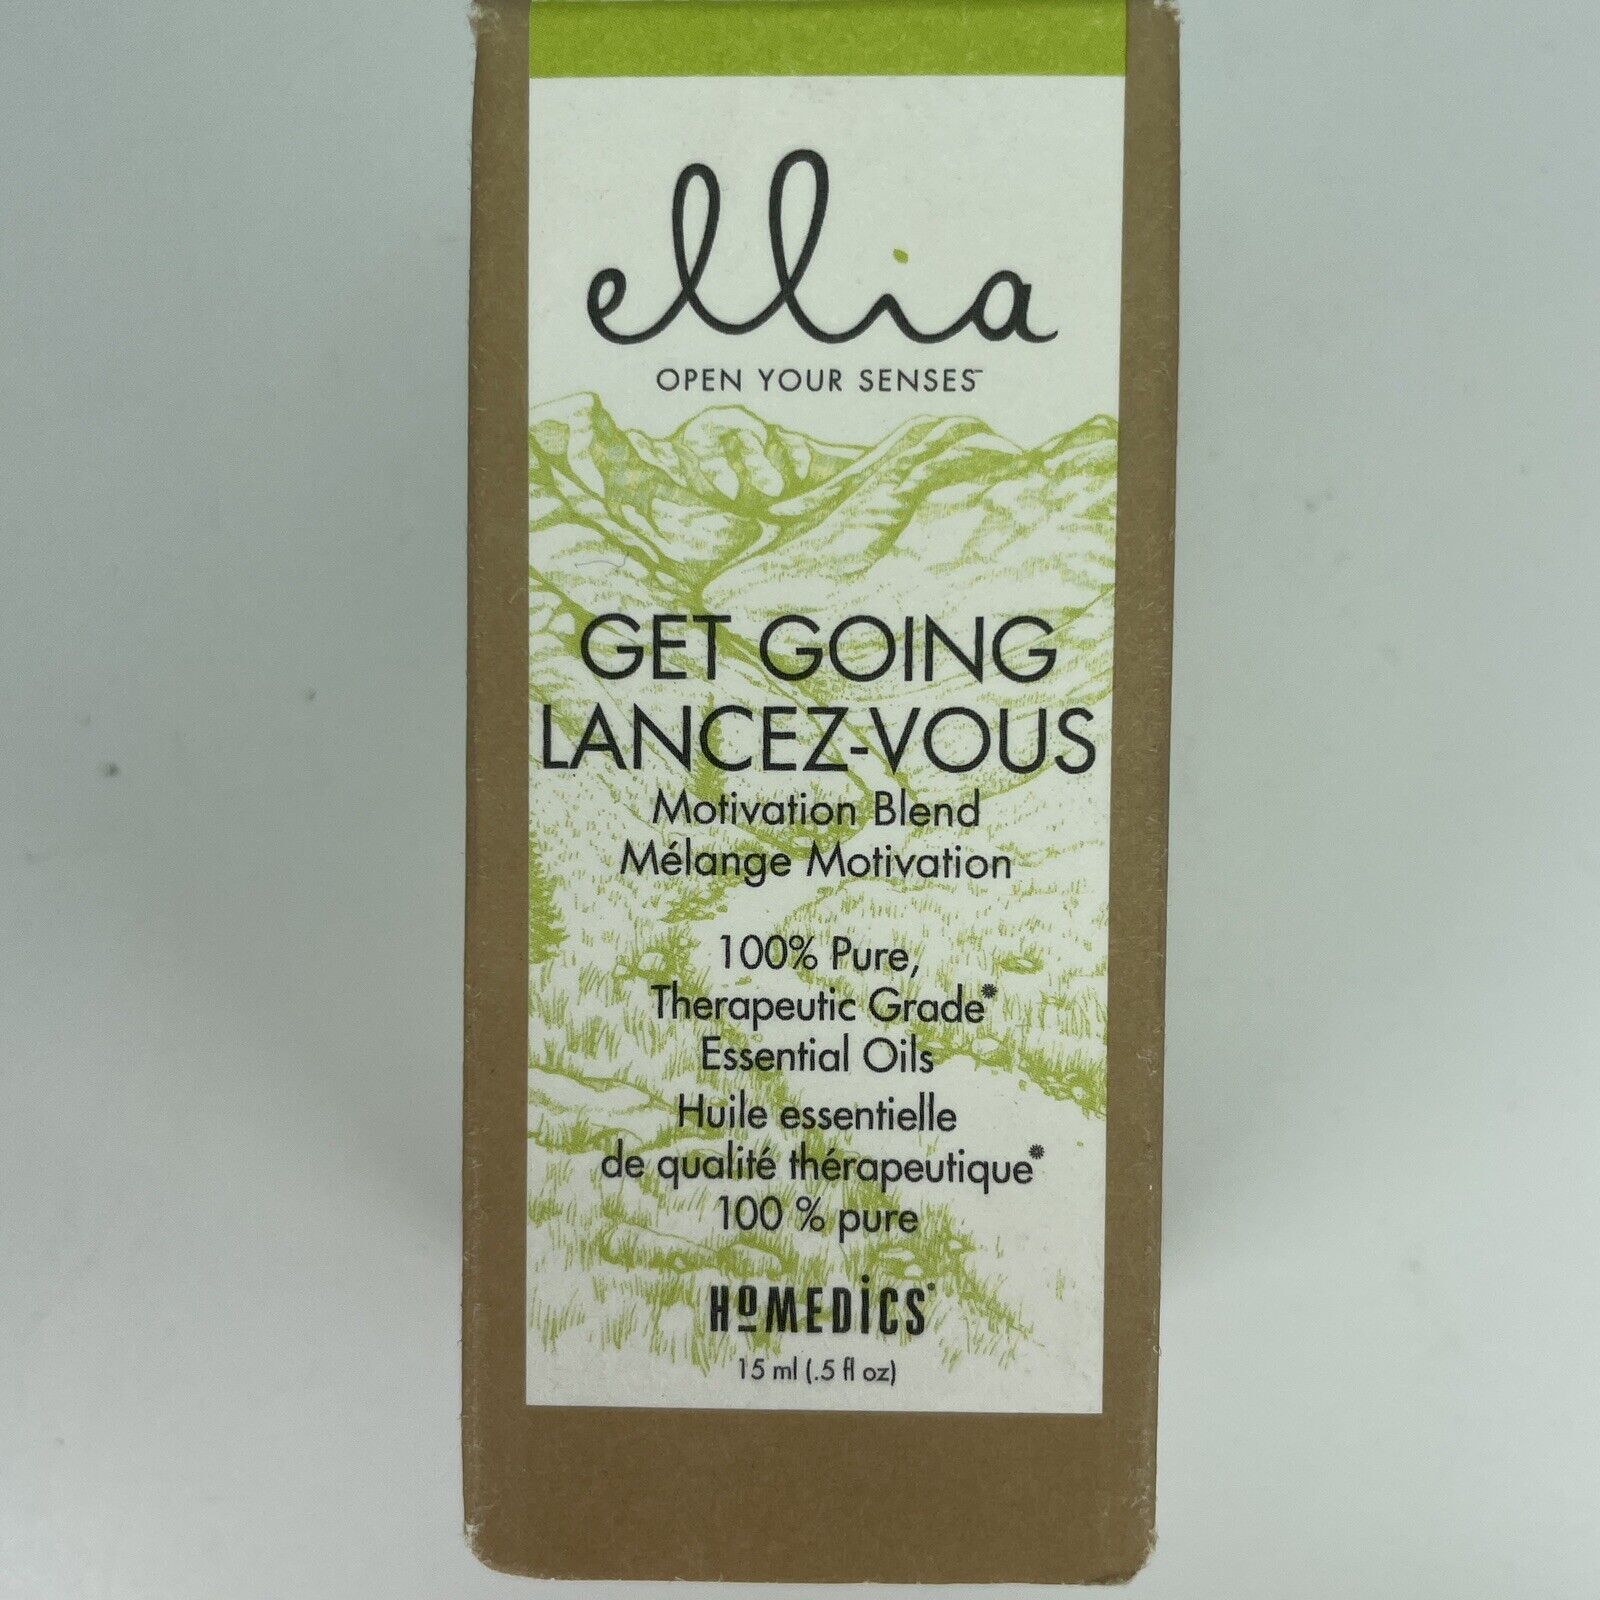 ellia
OPEN YOUR SENSES™
GET GOING
LANCEZ-VOUS
Motivation Blend
Mélange Motivation
100% Pure,
Therapeutic Grade*
Essential Oils
Huile essentielle
de qualité thérapeutique*
100 % pure
HoMEDiCS®
15 ml (.5 fl oz)